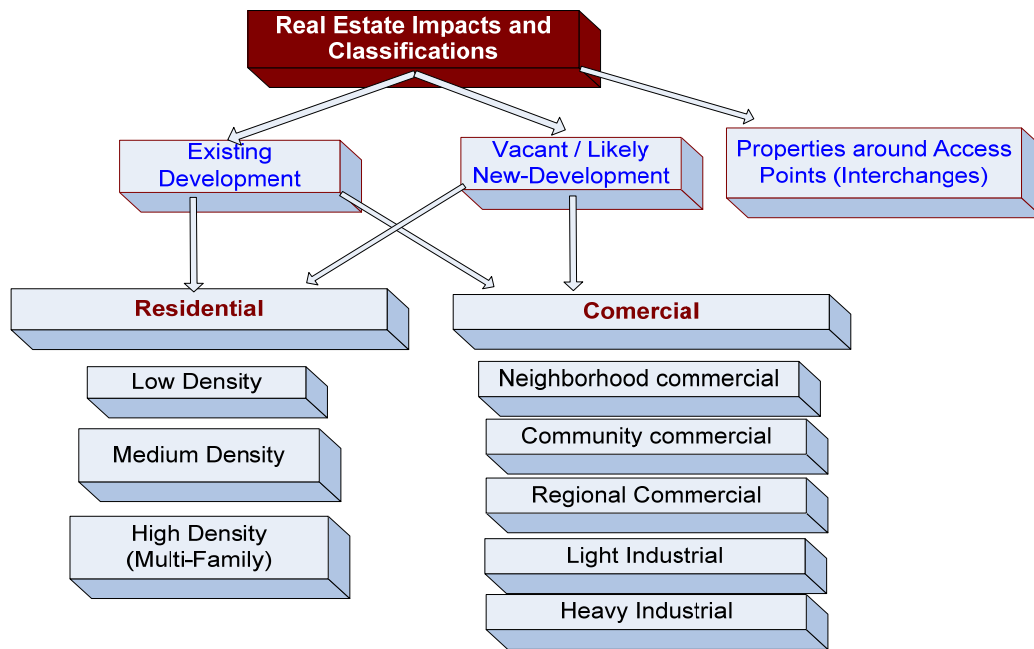 Real Estate Impacts and
Classifications
Existing
Development
Vacant / Likely
New-Development
Properties around Access
Points (Interchanges)
Residential
Comercial
Low Density
Medium Density
High Density
(Multi-Family)
Neighborhood commercial
Community commercial
Regional Commercial
Light Industrial
Heavy Industrial